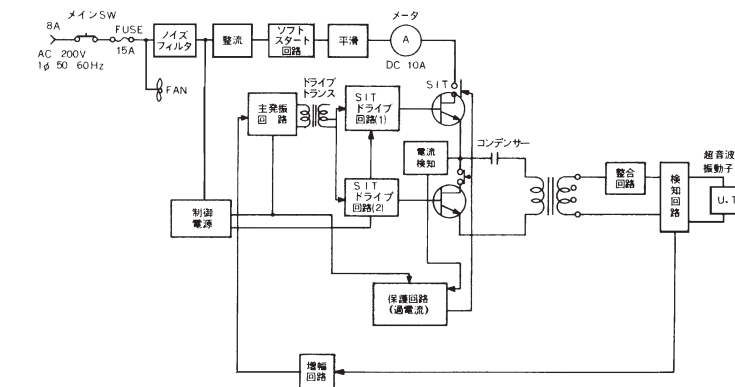 メインSW
8A
FUSE
15A
AC 200V
1φ 50 60Hz
FAN
ノイズ
フィルタ
整流
ソフト
スタート
回路
平滑
メータ
A
DC 10A
SIT
ドライブ
トランス
主発振
回路
SIT
ドライブ
回路(1)
電流
検知
コンデンサー
SIT
ドライブ
回路(2)
制御
電源
整合
回路
検知回路
超音波
振動子
U.T
保護回路
(過電流)
増幅
回路